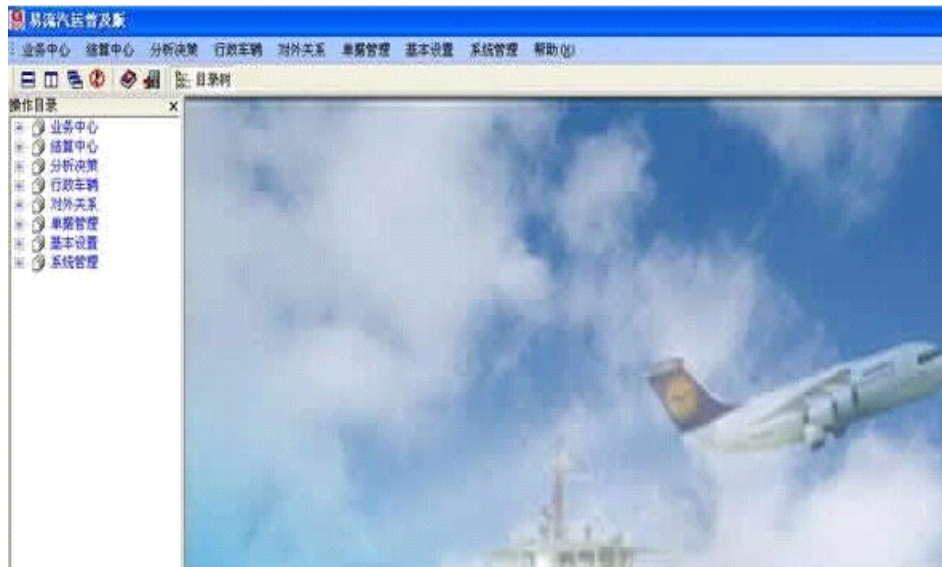 易流汽运普及版
业务中心 结算中心 分析决策 行政车辆 对外关系 单据管理 基本设置 系统管理 帮助(H)
目录树
操作目录
业务中心
结算中心
分析决策
行政车辆
对外关系
单据管理
基本设置
系统管理